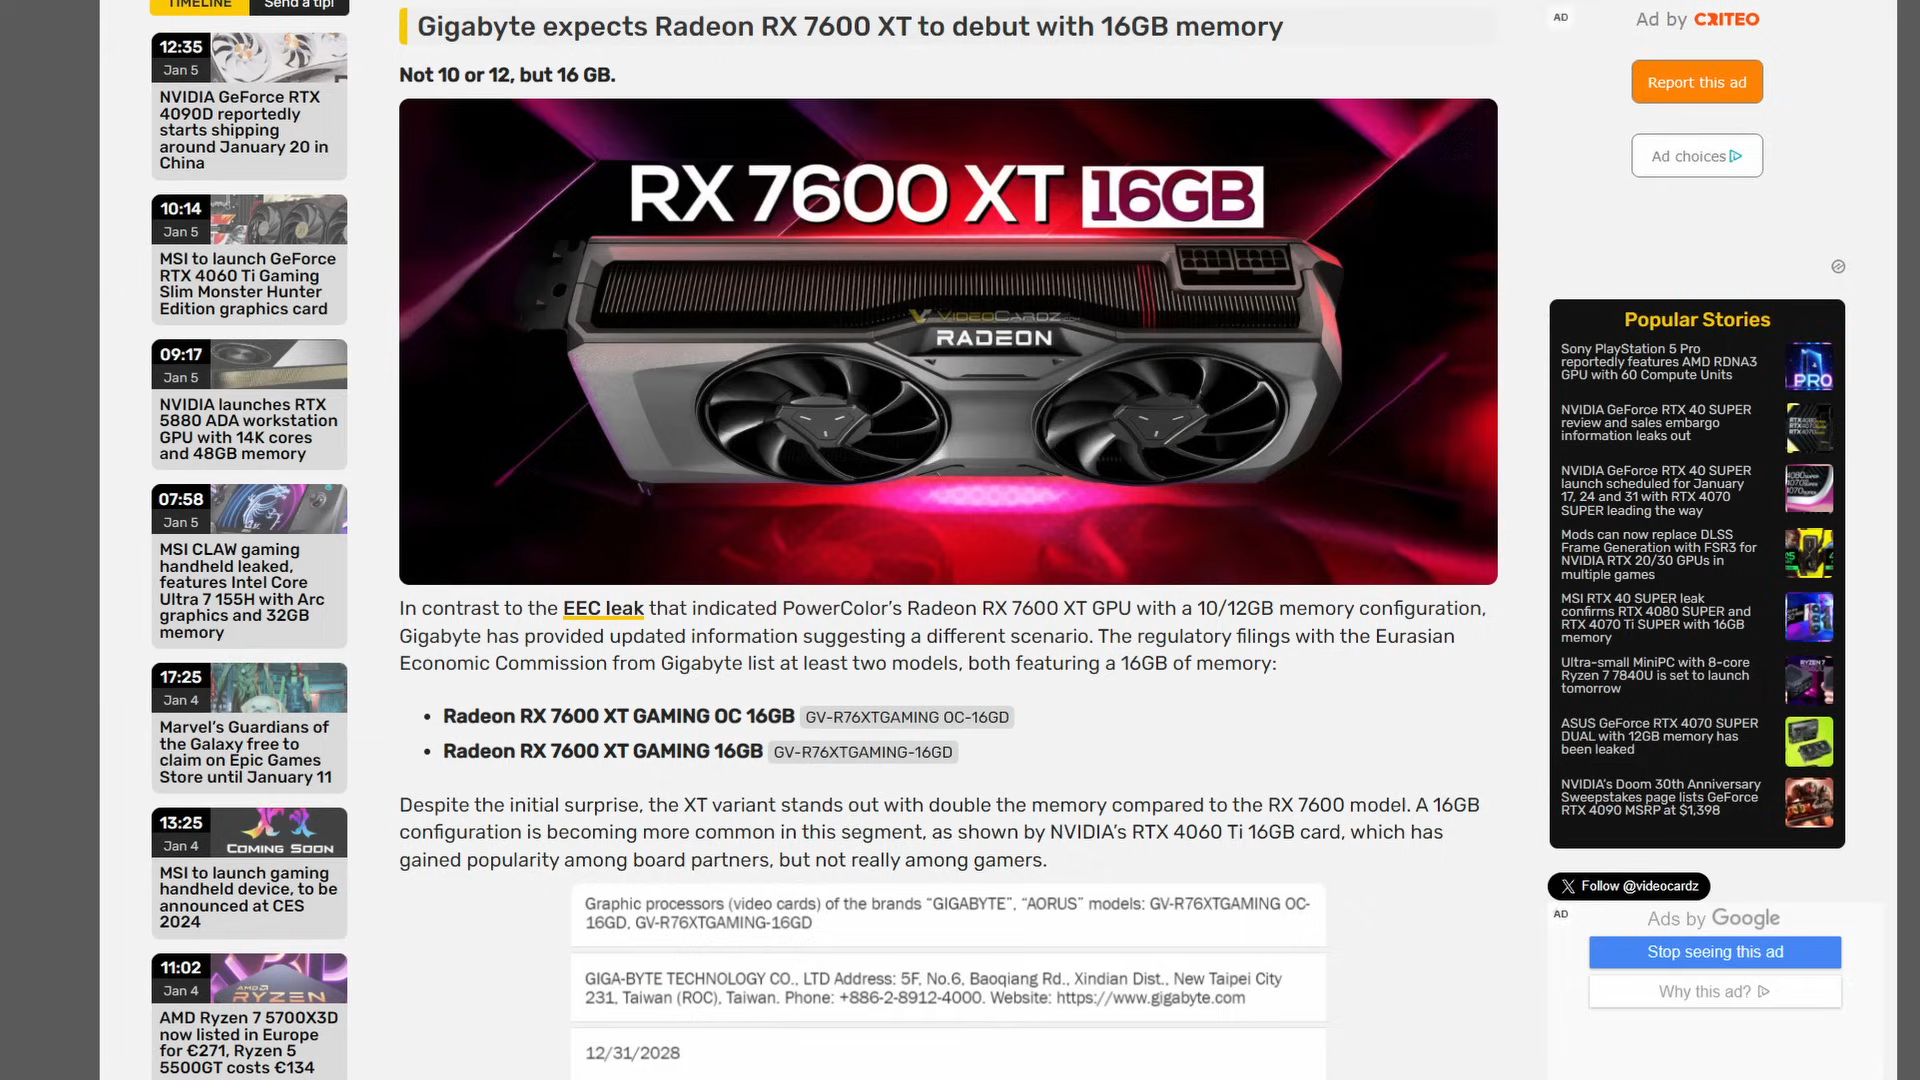 TIMELINE
Send a tip!
12:35
Jan 5
NVIDIA GeForce RTX
4090D reportedly
starts shipping
around January 20 in
China
10:14
Jan 5
MSI to launch GeForce
RTX 4060 Ti Gaming
Slim Monster Hunter
Edition graphics card
09:17
Jan 5
NVIDIA launches RTX
5880 ADA workstation
GPU with 14K cores
and 48GB memory
07:58
Jan 5
MSI CLAW gaming
handheld leaked,
features Intel Core
Ultra 7 155H with Arc
graphics and 32GB
memory
17:25
Jan 4
Marvel's Guardians of
the Galaxy free to
claim on Epic Games
Store until January 11
13:25
Jan 4
COMING SOON
MSI to launch gaming
handheld device, to be
announced at CES
2024
11:02
Jan 4
AMD
RYZEN
AMD Ryzen 7 5700X3D
now listed in Europe
for €271, Ryzen 5
5500GT costs €134
Gigabyte expects Radeon RX 7600 XT to debut with 16GB memory
Not 10 or 12, but 16 GB.
RX 7600 XT 16GB
VIDEOCARDZ.COM
RADEON
In contrast to the EEC leak that indicated PowerColor's Radeon RX 7600 XT GPU with a 10/12GB memory configuration,
Gigabyte has provided updated information suggesting a different scenario. The regulatory filings with the Eurasian
Economic Commission from Gigabyte list at least two models, both featuring a 16GB of memory:
• Radeon RX 7600 XT GAMING OC 16GB GV-R76XTGAMING OC-16GD
• Radeon RX 7600 XT GAMING 16GB GV-R76XTGAMING-16GD
Despite the initial surprise, the XT variant stands out with double the memory compared to the RX 7600 model. A 16GB
configuration is becoming more common in this segment, as shown by NVIDIA's RTX 4060 Ti 16GB card, which has
gained popularity among board partners, but not really among gamers.
Graphic processors (video cards) of the brands “GIGABYTE”, “AORUS” models: GV-R76XTGAMING OC-
16GD, GV-R76XTGAMING-16GD
GIGA-BYTE TECHNOLOGY CO., LTD Address: 5F, No.6, Baoqiang Rd., Xindian Dist., New Taipei City
231, Taiwan (ROC), Taiwan. Phone: +886-2-8912-4000. Website: https://www.gigabyte.com
12/31/2028
AD
Ad by CRITEO
Report this ad
Ad choices
Popular Stories
Sony PlayStation 5 Pro
reportedly features AMD RDNA3
GPU with 60 Compute Units
PRO
NVIDIA GeForce RTX 40 SUPER
review and sales embargo
information leaks out
NVIDIA GeForce RTX 40 SUPER
launch scheduled for January
17, 24 and 31 with RTX 4070
SUPER leading the way
Mods can now replace DLSS
Frame Generation with FSR3 for
NVIDIA RTX 20/30 GPUs in
multiple games
MSI RTX 40 SUPER leak
confirms RTX 4080 SUPER and
RTX 4070 Ti SUPER with 16GB
memory
Ultra-small MiniPC with 8-core
Ryzen 7 7840U is set to launch
tomorrow
RYZEN 7
ASUS GeForce RTX 4070 SUPER
DUAL with 12GB memory has
been leaked
NVIDIA's Doom 30th Anniversary
Sweepstakes page lists GeForce
RTX 4090 MSRP at $1,398
Follow @videocardz
AD
Ads by Google
Stop seeing this ad
Why this ad?